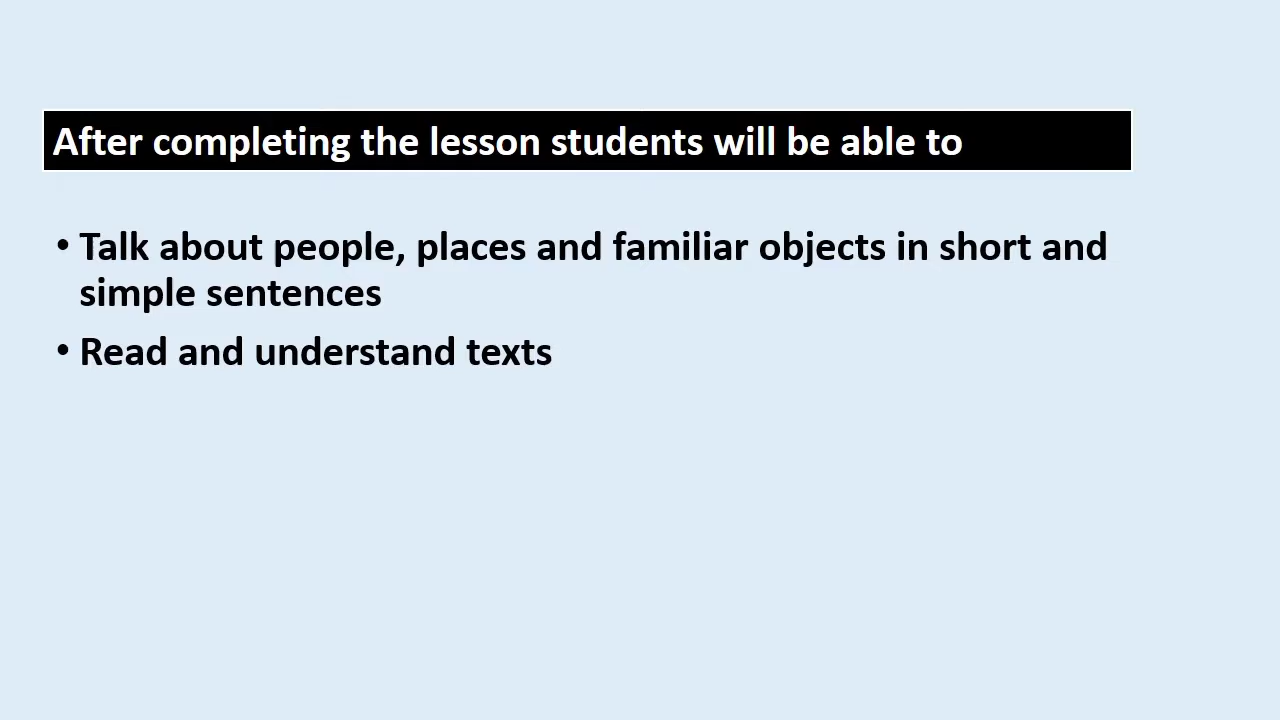 After completing the lesson students will be able to
• Talk about people, places and familiar objects in short and
simple sentences
• Read and understand texts